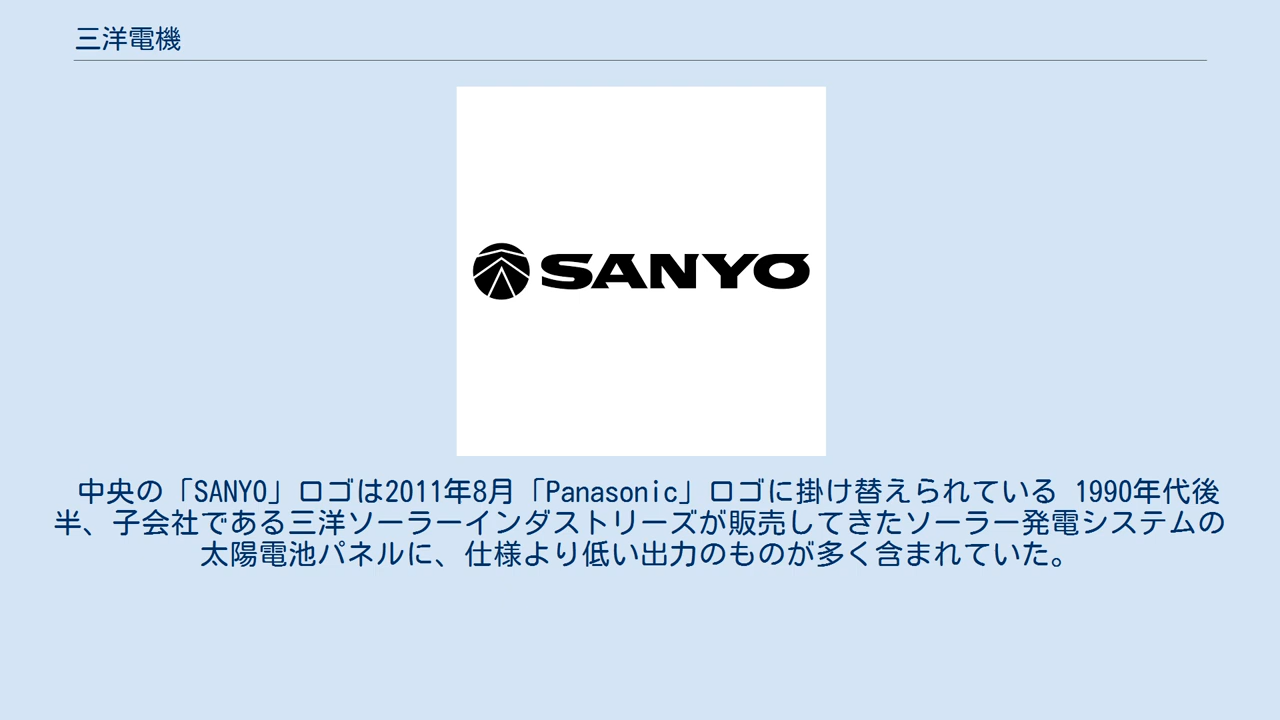 三洋電機
SANYO
中央の「SANYO」ロゴは2011年8月「Panasonic」ロゴに掛け替えられている 1990年代後
半、子会社である三洋ソーラーインダストリーズが販売してきたソーラー発電システムの
太陽電池パネルに、仕様より低い出力のものが多く含まれていた。